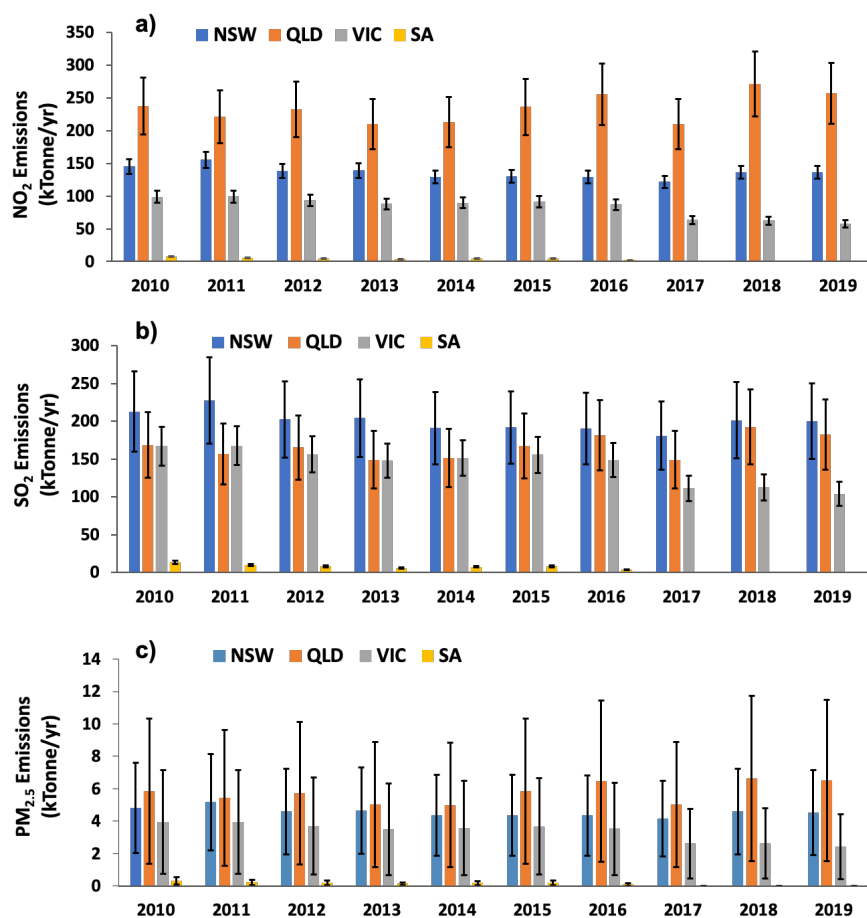 a)
NSW QLD VIC SA
NO₂ Emissions
(kTonne/yr)
350
300
250
200
150
100
50
0
2010 2011 2012 2013 2014 2015 2016 2017 2018 2019
b)
NSW QLD VIC SA
SO₂ Emissions
(kTonne/yr)
300
250
200
150
100
50
0
2010 2011 2012 2013 2014 2015 2016 2017 2018 2019
c)
NSW QLD VIC SA
PM₂.₅ Emissions
(kTonne/yr)
14
12
10
8
6
4
2
0
2010 2011 2012 2013 2014 2015 2016 2017 2018 2019